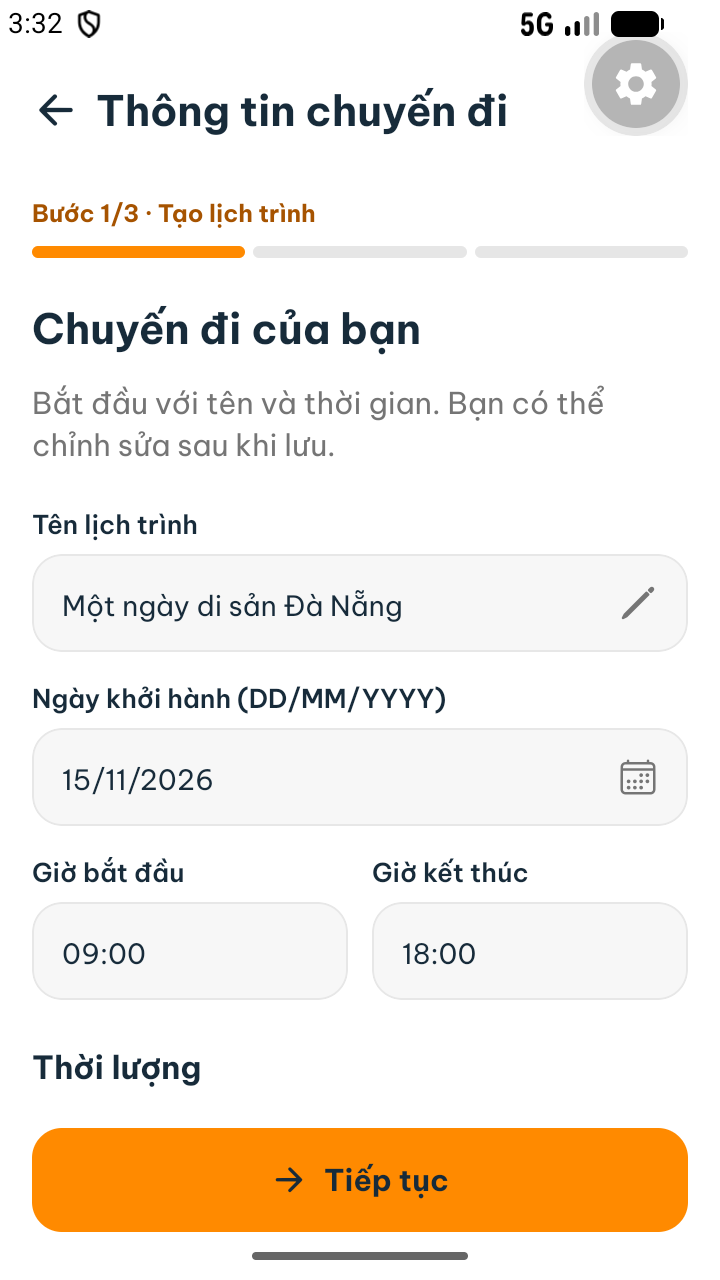 3:32
5G
Thông tin chuyến đi
Bước 1/3 · Tạo lịch trình
Chuyến đi của bạn
Bắt đầu với tên và thời gian. Bạn có thể
chỉnh sửa sau khi lưu.
Tên lịch trình
Một ngày di sản Đà Nẵng
Ngày khởi hành (DD/MM/YYYY)
15/11/2026
Giờ bắt đầu
Giờ kết thúc
09:00
18:00
Thời lượng
Tiếp tục